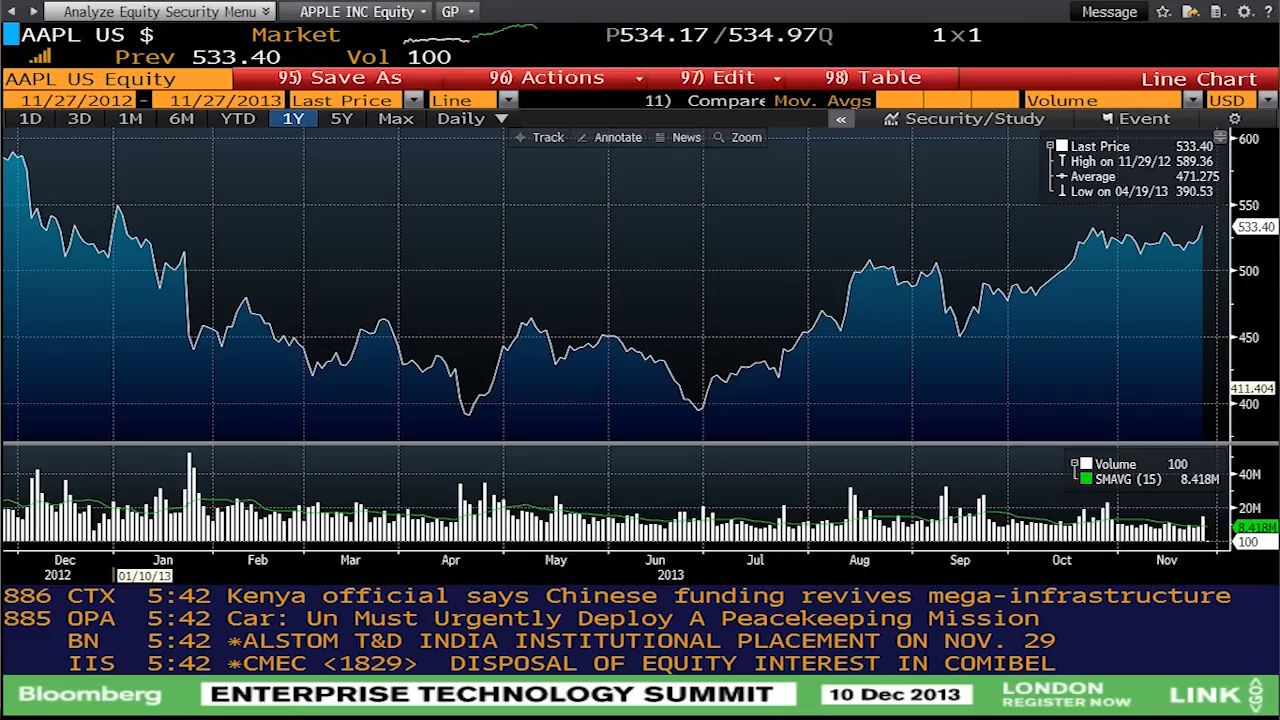 Analyze Equity Security Menu APPLE INC Equity GP Message ?
AAPL US $ Market P534.17/534.97Q 1x1
Prev 533.40 Vol 100
AAPL US Equity 95) Save As 96) Actions 97) Edit 98) Table Line Chart
11/27/2012 - 11/27/2013 Last Price Line 11) Compare Mov. Avgs Volume USD
1D 3D 1M 6M YTD 1Y 5Y Max Daily « Security/Study Event
Track Annotate News Zoom
Last Price 533.40
High on 11/29/12 589.36
Average 471.275
Low on 04/19/13 390.53
600
550
533.40
500
450
411.404
400
Volume 100
SMAVG (15) 8.418M
40M
20M
8.418M
100
Dec Jan Feb Mar Apr May Jun Jul Aug Sep Oct Nov
2012 01/10/13 2013
886 CTX 5:42 Kenya official says Chinese funding revives mega-infrastructure
885 OPA 5:42 Car: Un Must Urgently Deploy A Peacekeeping Mission
BN 5:42 *ALSTOM T&D INDIA INSTITUTIONAL PLACEMENT ON NOV. 29
IIS 5:42 *CMEC <1829> DISPOSAL OF EQUITY INTEREST IN COMIBEL
Bloomberg ENTERPRISE TECHNOLOGY SUMMIT 10 Dec 2013 LONDON
REGISTER NOW LINK